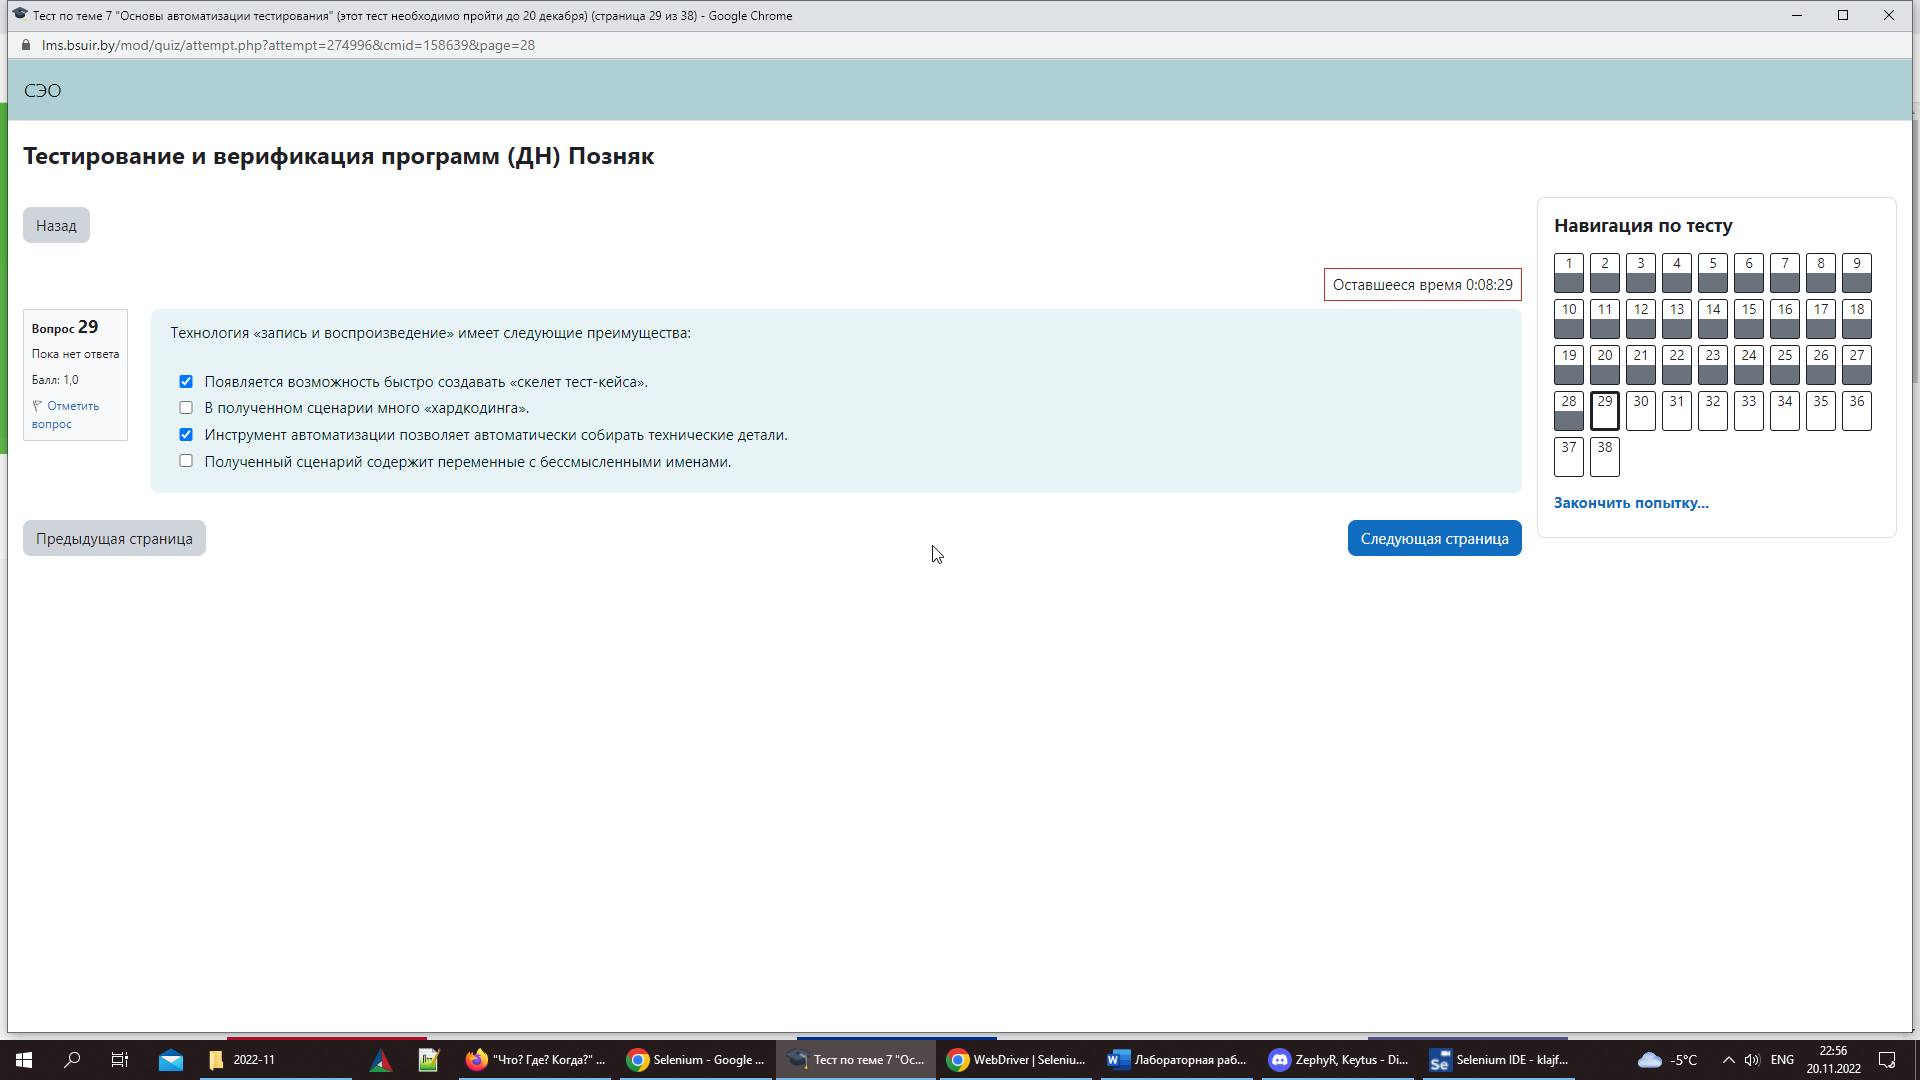 Тест по теме 7 "Основы автоматизации тестирования" (этот тест необходимо пройти до 20 декабря) (страница 29 из 38) - Google Chrome
lms.bsuir.by/mod/quiz/attempt.php?attempt=274996&cmid=158639&page=28
СЭО
Тестирование и верификация программ (ДН) Позняк
Назад
Оставшееся время 0:08:29
Вопрос 29
Пока нет ответа
Балл: 1,0
Отметить
вопрос
Технология «запись и воспроизведение» имеет следующие преимущества:
Появляется возможность быстро создавать «скелет тест-кейса».
В полученном сценарии много «хардкодинга».
Инструмент автоматизации позволяет автоматически собирать технические детали.
Полученный сценарий содержит переменные с бессмысленными именами.
Предыдущая страница
Следующая страница
Навигация по тесту
1 2 3 4 5 6 7 8 9
10 11 12 13 14 15 16 17 18
19 20 21 22 23 24 25 26 27
28 29 30 31 32 33 34 35 36
37 38
Закончить попытку...
2022-11
"Что? Где? Когда?" ...
Selenium - Google ...
Тест по теме 7 "Ос...
WebDriver | Seleniu...
Лабораторная раб...
ZephyR, Keytus - Di...
Se
Selenium IDE - klajf...
-5°C
ENG
22:56
20.11.2022